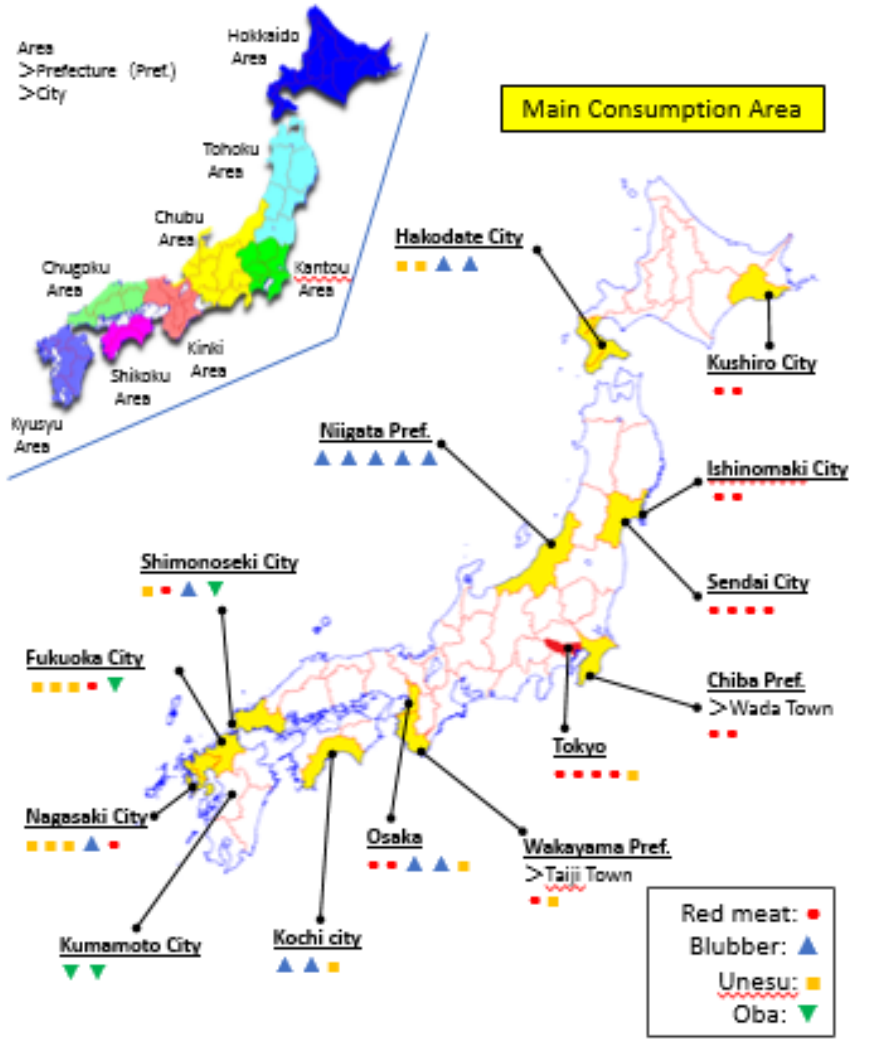 Area
＞Prefecture (Pref.)
＞City
Hokkaido
Area
Tohoku
Area
Chubu
Area
Chugoku
Area
Kantou
Area
Kinki
Area
Shikoku
Area
Kyusyu
Area
Main Consumption Area
Hakodate City
Kushiro City
Niigata Pref.
Ishinomaki City
Shimonoseki City
Sendai City
Fukuoka City
Chiba Pref.
＞Wada Town
Tokyo
Nagasaki City
Osaka
Wakayama Pref.
＞Taiji Town
Kumamoto City
Kochi city
Red meat:
Blubber:
Unesu:
Oba: